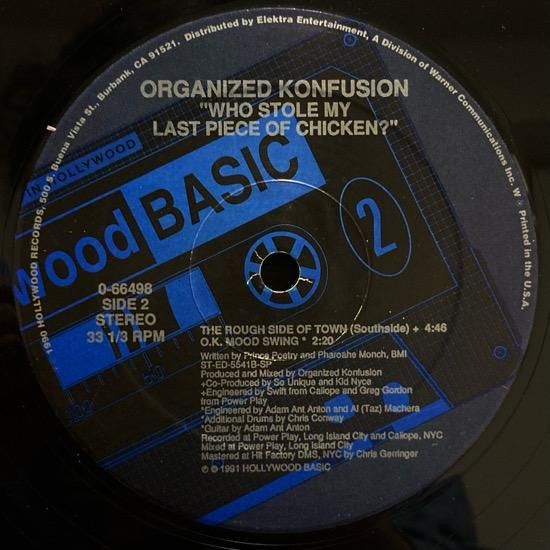 1990 HOLLYWOOD RECORDS, 500 S. Buena Vista St., Burbank, CA 91521. Distributed by Elektra Entertainment, A Division of Warner Communications Inc. W Printed in the U.S.A.
ORGANIZED KONFUSION
"WHO STOLE MY
LAST PIECE OF CHICKEN?"
IN HOLLYWOOD
wood BASIC
2
0-66498
SIDE 2
STEREO
33 1/3 RPM
THE ROUGH SIDE OF TOWN (Southside) + 4:46
O.K. MOOD SWING * 2:20
Written by Prince Poetry and Pharoahe Monch, BMI
ST-ED-5541B-SP
Produced and Mixed by Organized Konfusion
+Co-Produced by So Unique and Kid Nyce
+Engineered by Swift from Caliope and Greg Gordon
from Power Play
*Engineered by Adam Ant Anton and Al (Taz) Machera
*Additional Drums by Chris Conway
*Guitar by Adam Ant Anton
Recorded at Power Play, Long Island City and Caliope, NYC
Mixed at Power Play, Long Island City
Mastered at Hit Factory DMS, NYC by Chris Gerringer
℗ © 1991 HOLLYWOOD BASIC